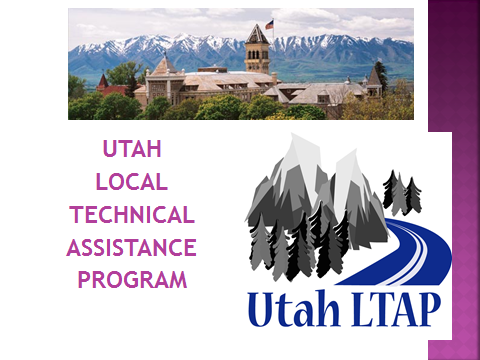 UTAH
LOCAL
TECHNICAL
ASSISTANCE
PROGRAM
Utah LTAP